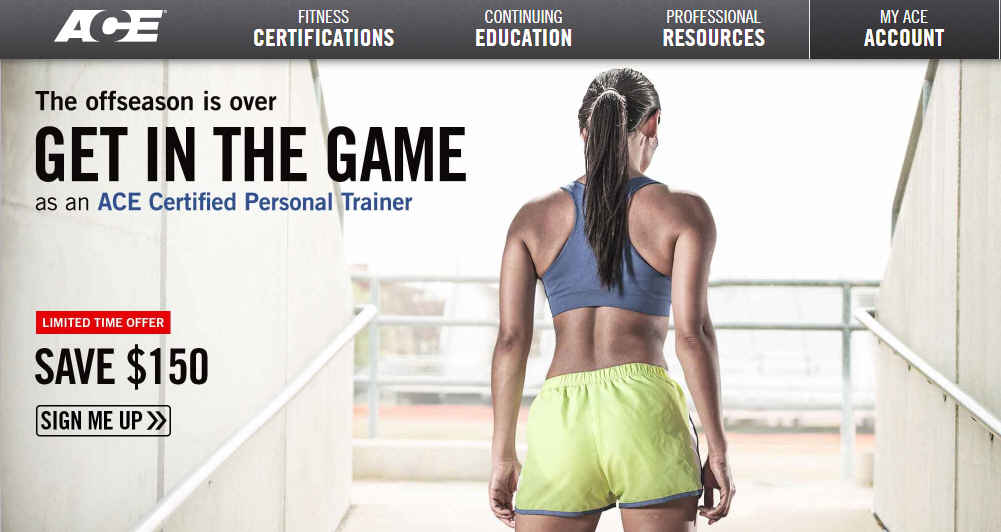 ACE®
FITNESS
CERTIFICATIONS
CONTINUING
EDUCATION
PROFESSIONAL
RESOURCES
MY ACE
ACCOUNT
The offseason is over
GET IN THE GAME
as an ACE Certified Personal Trainer
LIMITED TIME OFFER
SAVE $150
SIGN ME UP »